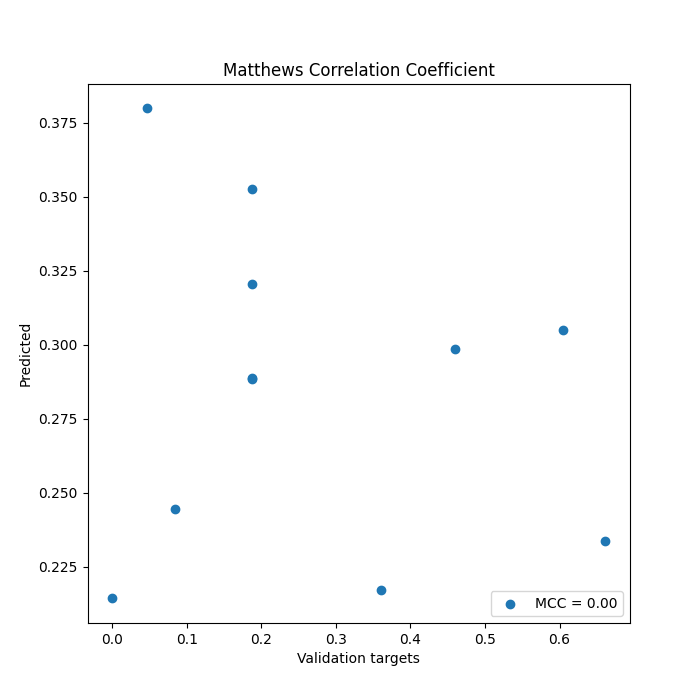 Matthews Correlation Coefficient
0.375
0.350
0.325
0.300
0.275
0.250
0.225
Predicted
MCC = 0.00
0.0 0.1 0.2 0.3 0.4 0.5 0.6
Validation targets